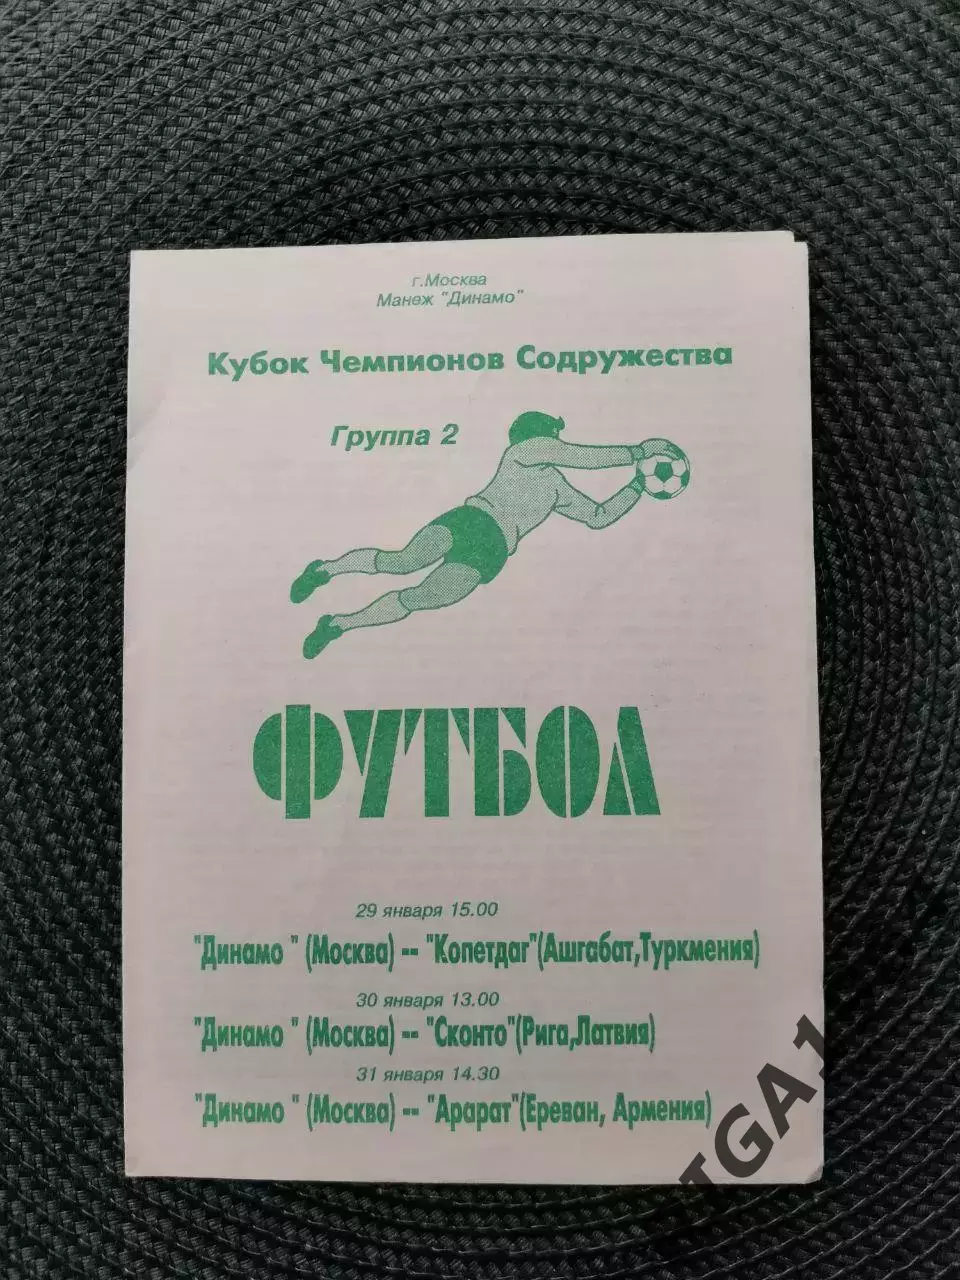 г.Москва
Манеж "Динамо"
Кубок Чемпионов Содружества
Группа 2
ФУТБОЛ
29 января 15.00
"Динамо " (Москва) -- "Копетдаг"(Ашгабат,Туркмения)
30 января 13.00
"Динамо " (Москва) -- "Сконто"(Рига,Латвия)
31 января 14.30
"Динамо " (Москва) -- "Арарат"(Ереван, Армения)